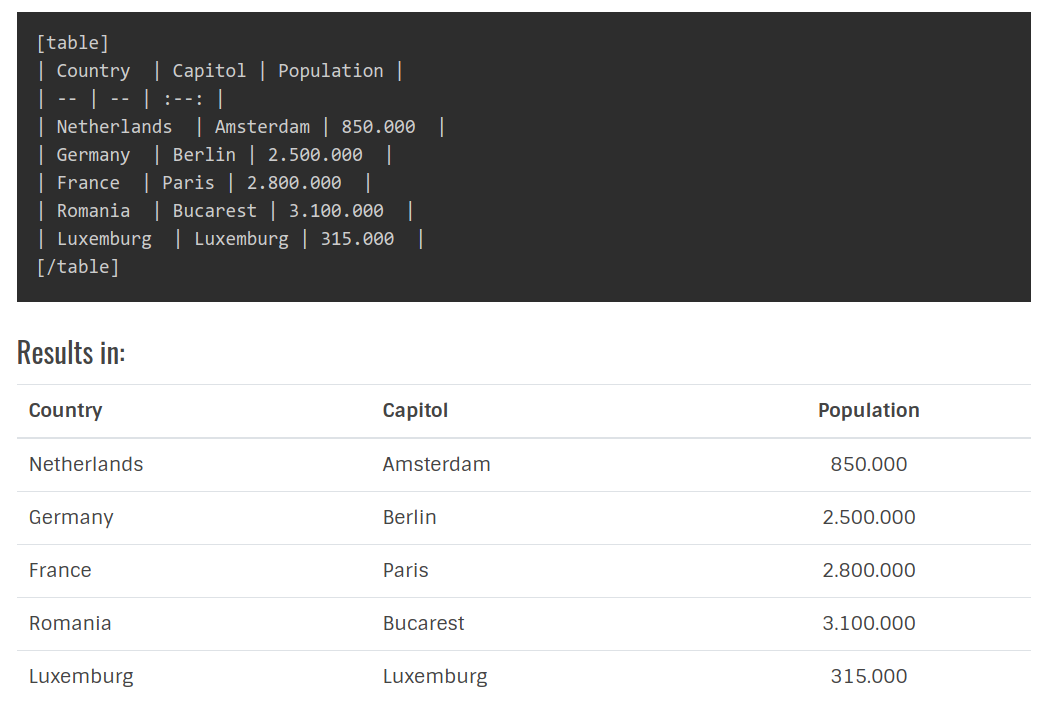 [table]
| Country  | Capitol | Population |
| -- | -- | :--: |
| Netherlands  | Amsterdam | 850.000  |
| Germany  | Berlin | 2.500.000  |
| France  | Paris | 2.800.000  |
| Romania  | Bucarest | 3.100.000  |
| Luxemburg  | Luxemburg | 315.000  |
[/table]
Results in:
Country Capitol Population
Netherlands Amsterdam 850.000
Germany Berlin 2.500.000
France Paris 2.800.000
Romania Bucarest 3.100.000
Luxemburg Luxemburg 315.000